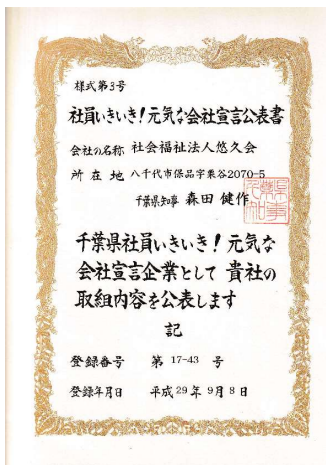 様式第3号
社員いきいき！元気な会社宣言公表書
会社の名称 社会福祉法人悠久会
所在地 八千代市保品字栗谷2070-5
千葉県知事 森田 健作
千葉県社員いきいき！元気な
会社宣言企業として 貴社の
取組内容を公表します
記
登録番号 第 17-43 号
登録年月日 平成29年9月8日